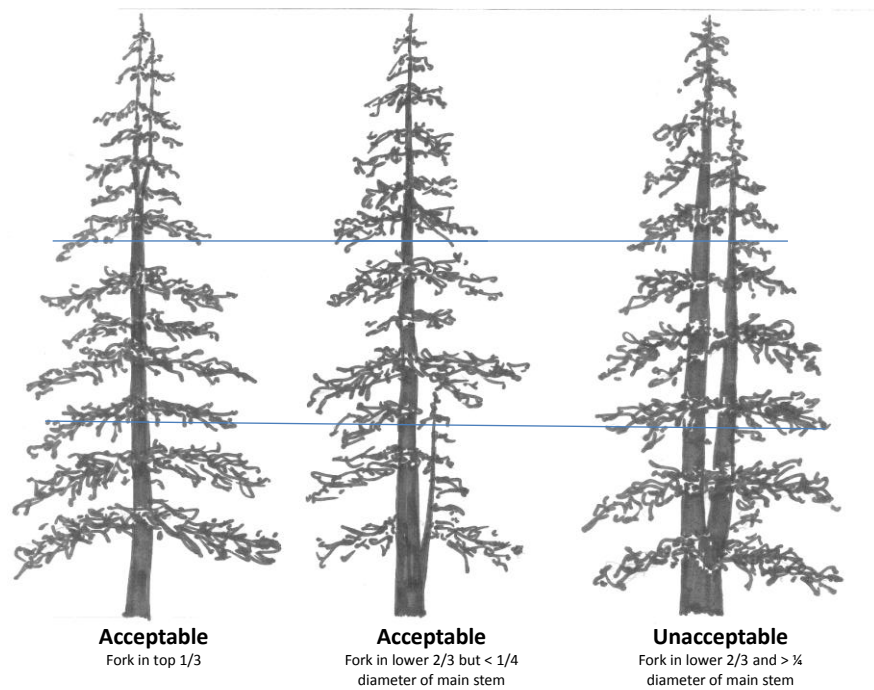 Acceptable
Fork in top 1/3
Acceptable
Fork in lower 2/3 but < 1/4
diameter of main stem
Unacceptable
Fork in lower 2/3 and > ¼
diameter of main stem